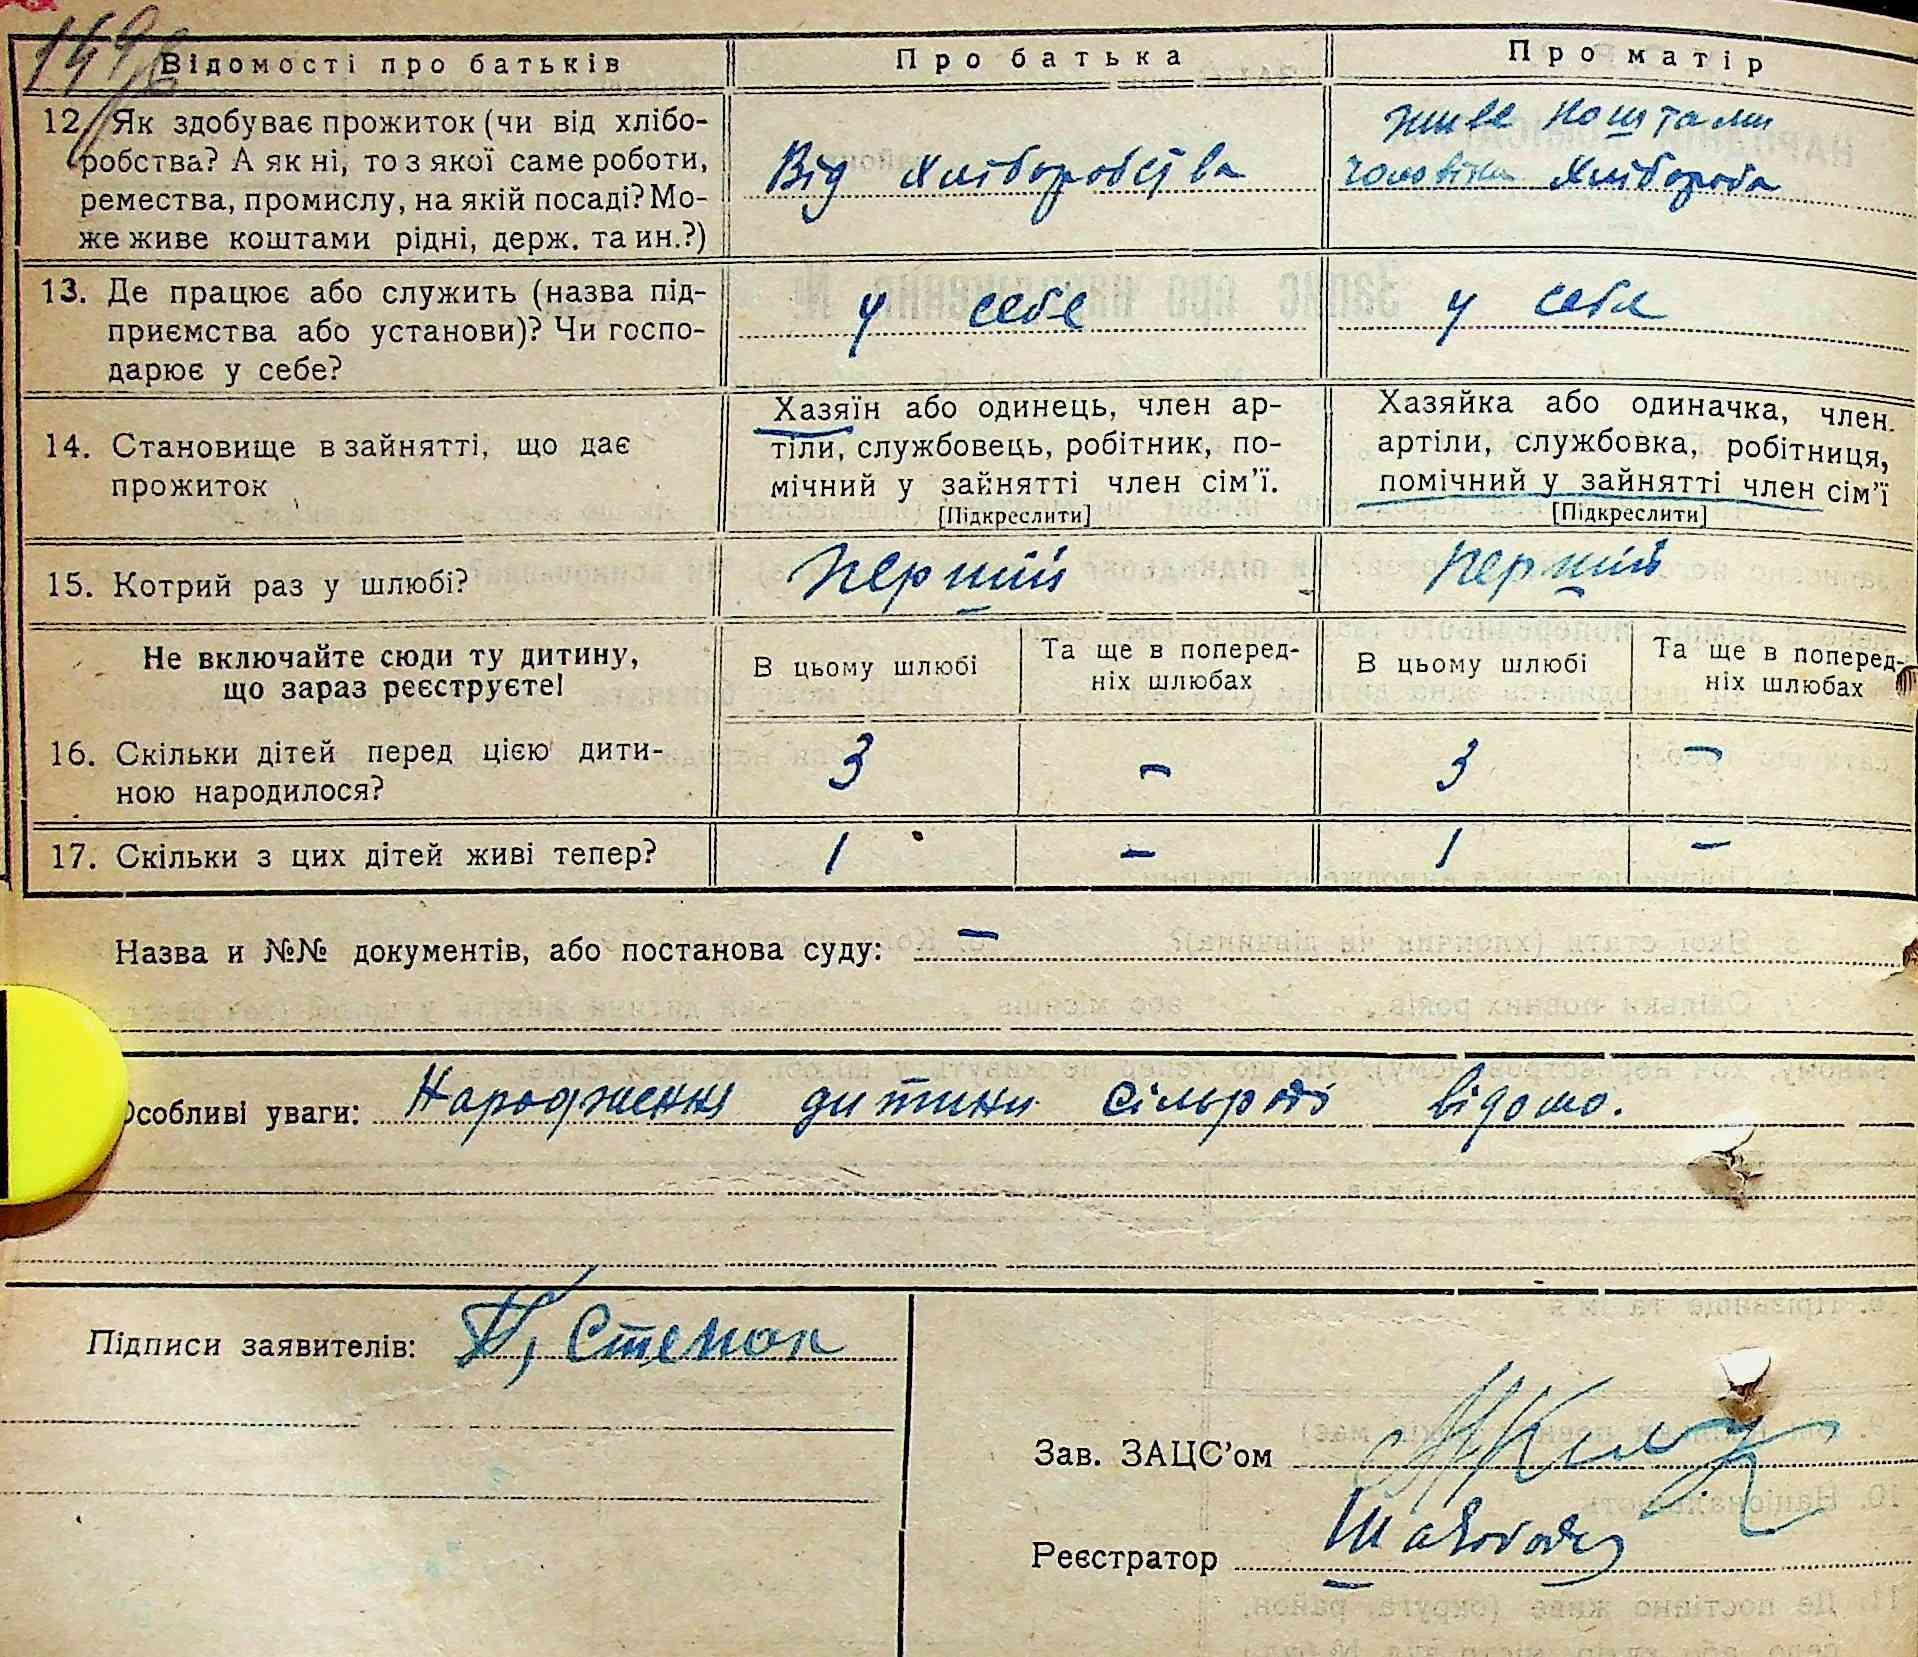 Відомості про батьків Про батька Про матір
12. Як здобуває прожиток (чи від хлібо-
робства? А як ні, то з якої саме роботи,
ремества, промислу, на якій посаді? Мо-
же живе коштами рідні, держ. та ин.?)
Від хліборобства
живе коштами
чоловіка хлібороба
13. Де працює або служить (назва під-
приємства або установи)? Чи госпо-
дарює у себе?
у себе
у себе
14. Становище в зайнятті, що дає
прожиток
Хазяїн або одинець, член ар-
тіли, службовець, робітник, по-
мічний у зайнятті член сім'ї.
[Підкреслити]
Хазяйка або одиначка, член.
артіли, службовка, робітниця,
помічний у зайнятті член сім'ї
[Підкреслити]
15. Котрий раз у шлюбі? перший перший
Не включайте сюди ту дитину,
що зараз реєструєте!
В цьому шлюбі
Та ще в поперед-
ніх шлюбах
В цьому шлюбі
Та ще в поперед-
ніх шлюбах
16. Скільки дітей перед цією дити-
ною народилося?
3 – 3 –
17. Скільки з цих дітей живі тепер? 1 – 1 –
Назва и №№ документів, або постанова суду: –
Особливі уваги: Народження дитини сільраді відомо.
Підписи заявителів: Степан
Зав. ЗАЦС'ом
Реєстратор